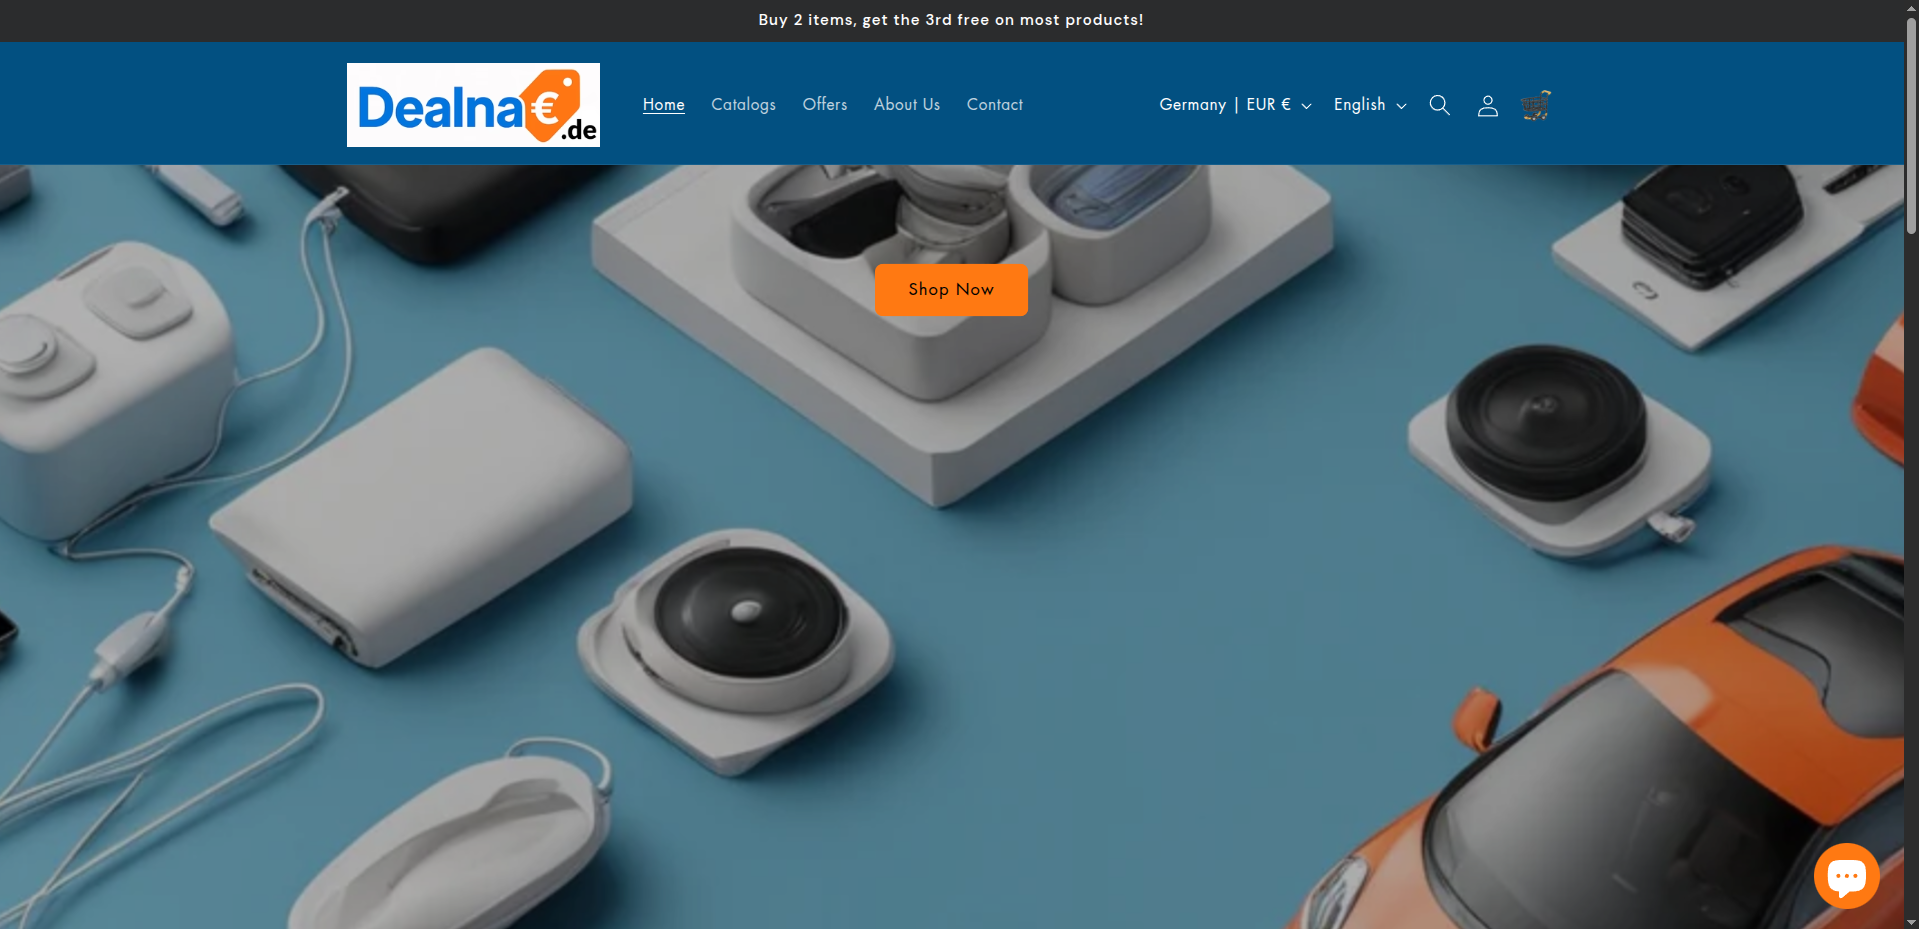 Buy 2 items, get the 3rd free on most products!
Dealna€.de
Home
Catalogs
Offers
About Us
Contact
Germany | EUR €
English
Shop Now